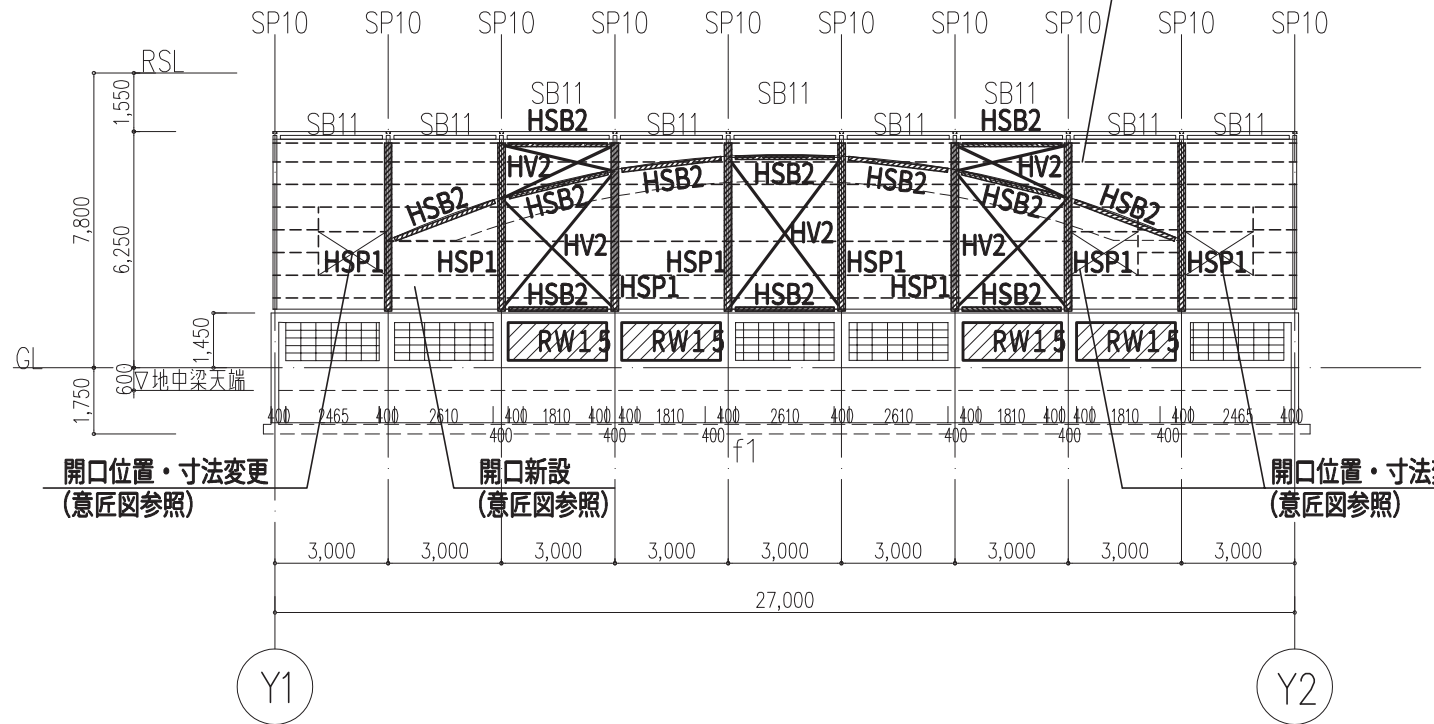 SP10 SP10 SP10 SP10 SP10 SP10 SP10 SP10 SP10 SP10
RSL
1,550
SB11 SB11 SB11
HSB2 HSB2
SB11 SB11 SB11 SB11 SB11 SB11
HV2 HV2
HSB2 HSB2 HSB2 HSB2 HSB2 HSB2 HSB2
7,800
6,250
HV2 HV2 HV2
HSP1 HSP1 HSP1 HSP1 HSP1 HSP1
HSP1 HSP1
HSB2 HSB2 HSB2
1,450
RW15 RW15 RW15 RW15
GL
600
▽地中梁天端
1,750
400 2465 400 2610 400 1810 400 400 1810 400 2610 2610 400 1810 400 400 1810 400 2465 400
400 400 400 400
f1
開口位置・寸法変更
(意匠図参照)
開口新設
(意匠図参照)
開口位置・寸法
(意匠図参照)
3,000 3,000 3,000 3,000 3,000 3,000 3,000 3,000 3,000
27,000
Y1 Y2